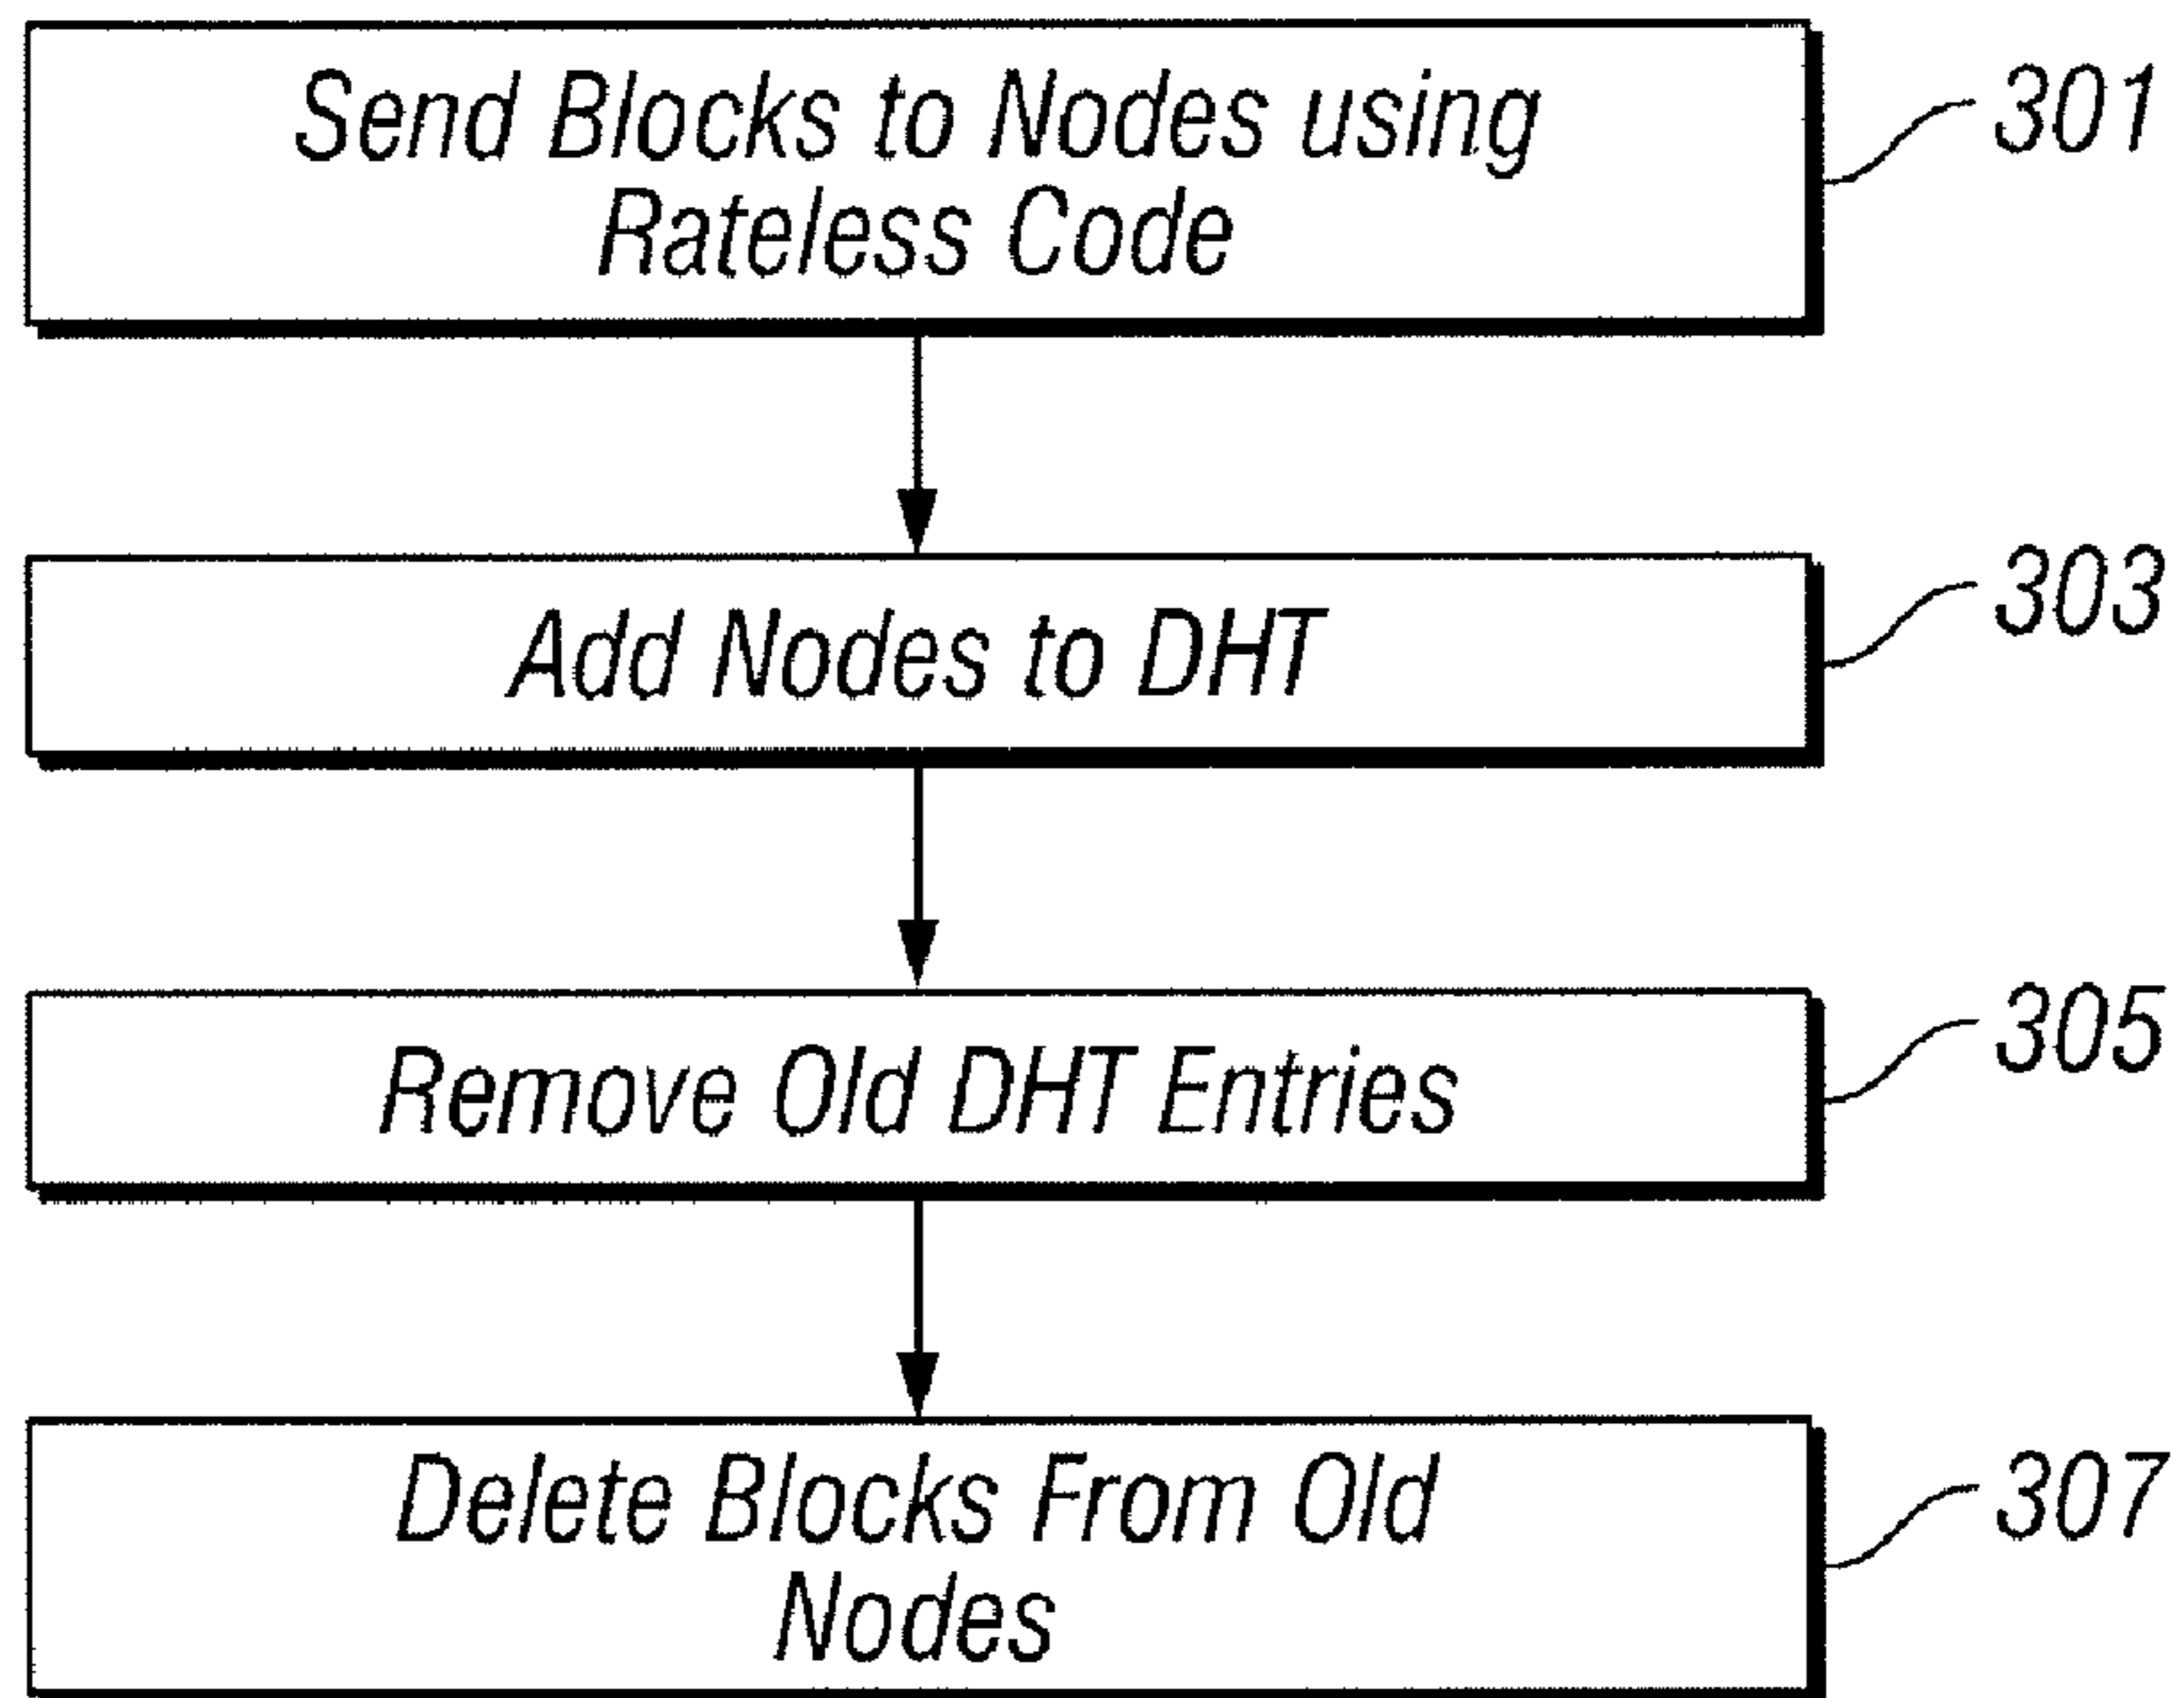 Send Blocks to Nodes using
Rateless Code
301
Add Nodes to DHT
303
Remove Old DHT Entries
305
Delete Blocks From Old
Nodes
307